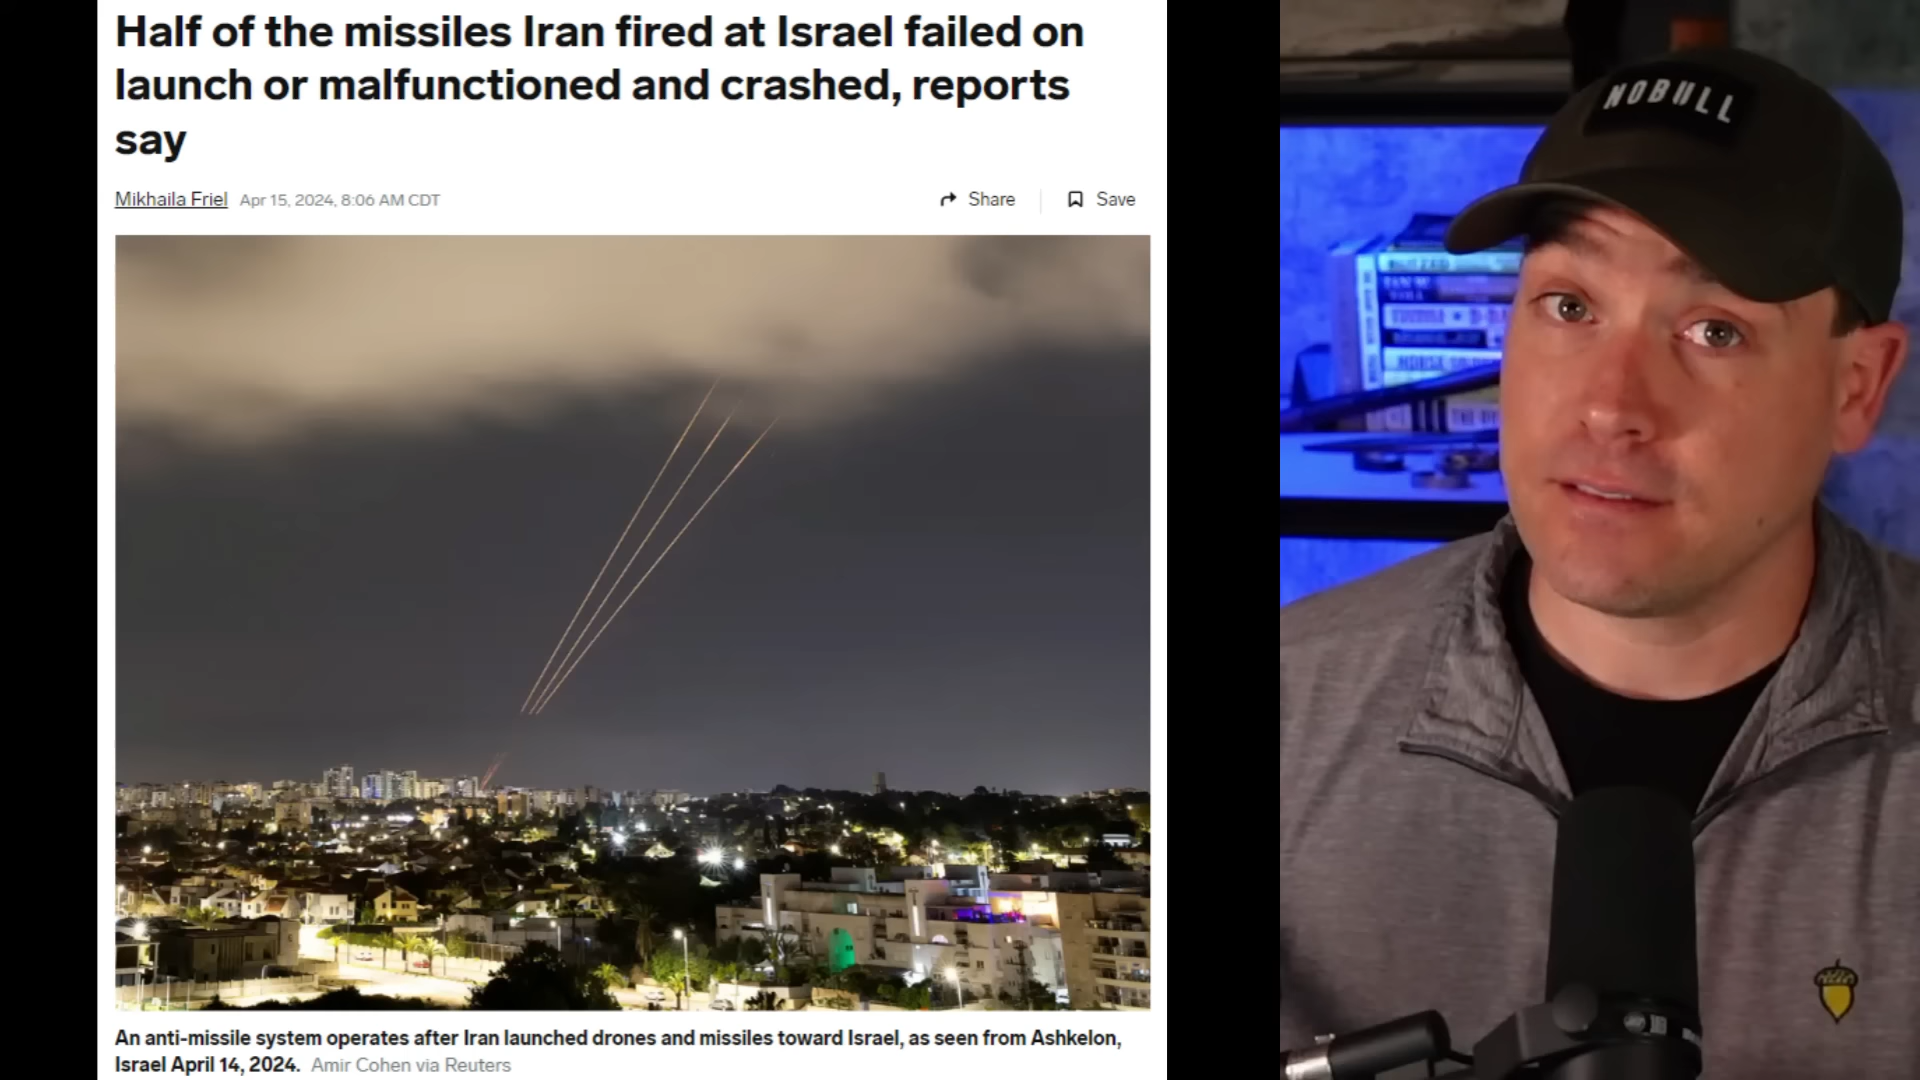 Half of the missiles Iran fired at Israel failed on
launch or malfunctioned and crashed, reports
say
Mikhaila Friel Apr 15, 2024, 8:06 AM CDT Share Save
An anti-missile system operates after Iran launched drones and missiles toward Israel, as seen from Ashkelon,
Israel April 14, 2024. Amir Cohen via Reuters
NOBULL